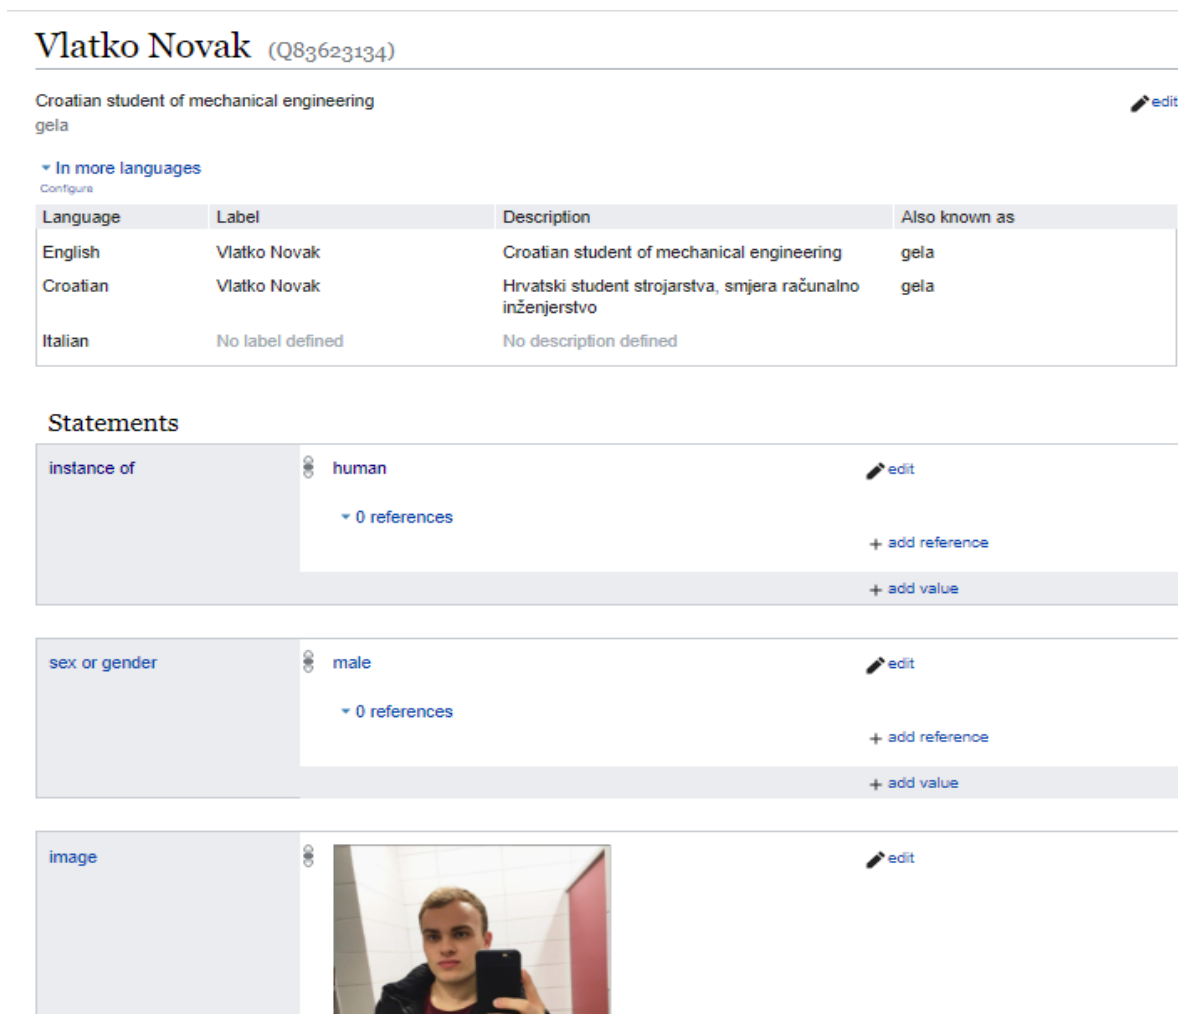 Vlatko Novak (Q83623134)
Croatian student of mechanical engineering
edit
gela
In more languages
Configure
Language Label Description Also known as
English Vlatko Novak Croatian student of mechanical engineering gela
Croatian Vlatko Novak Hrvatski student strojarstva, smjera računalno gela
inženjerstvo
Italian No label defined No description defined
Statements
instance of human edit
0 references
+ add reference
+ add value
sex or gender male edit
0 references
+ add reference
+ add value
image edit